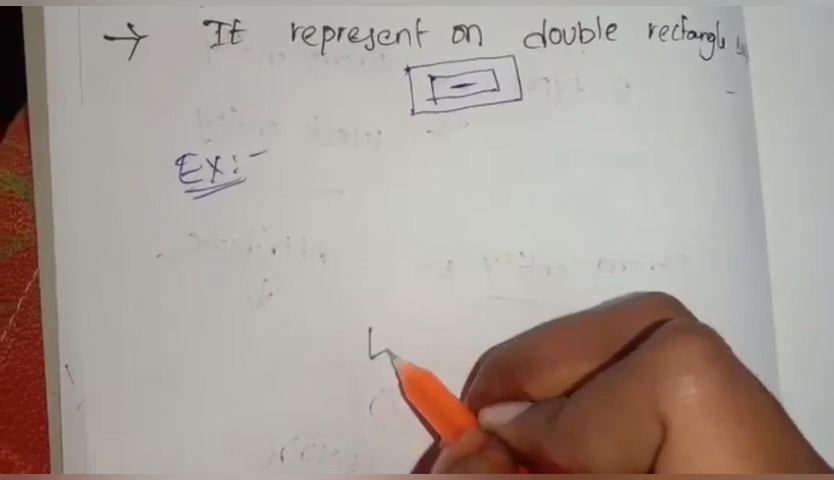 → It represent on double rectangle
Ex:-